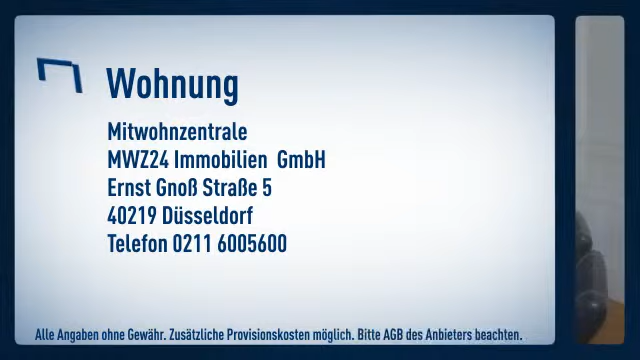 Wohnung
Mitwohnzentrale
MWZ24 Immobilien GmbH
Ernst Gnoß Straße 5
40219 Düsseldorf
Telefon 0211 6005600
Alle Angaben ohne Gewähr. Zusätzliche Provisionskosten möglich. Bitte AGB des Anbieters beachten.